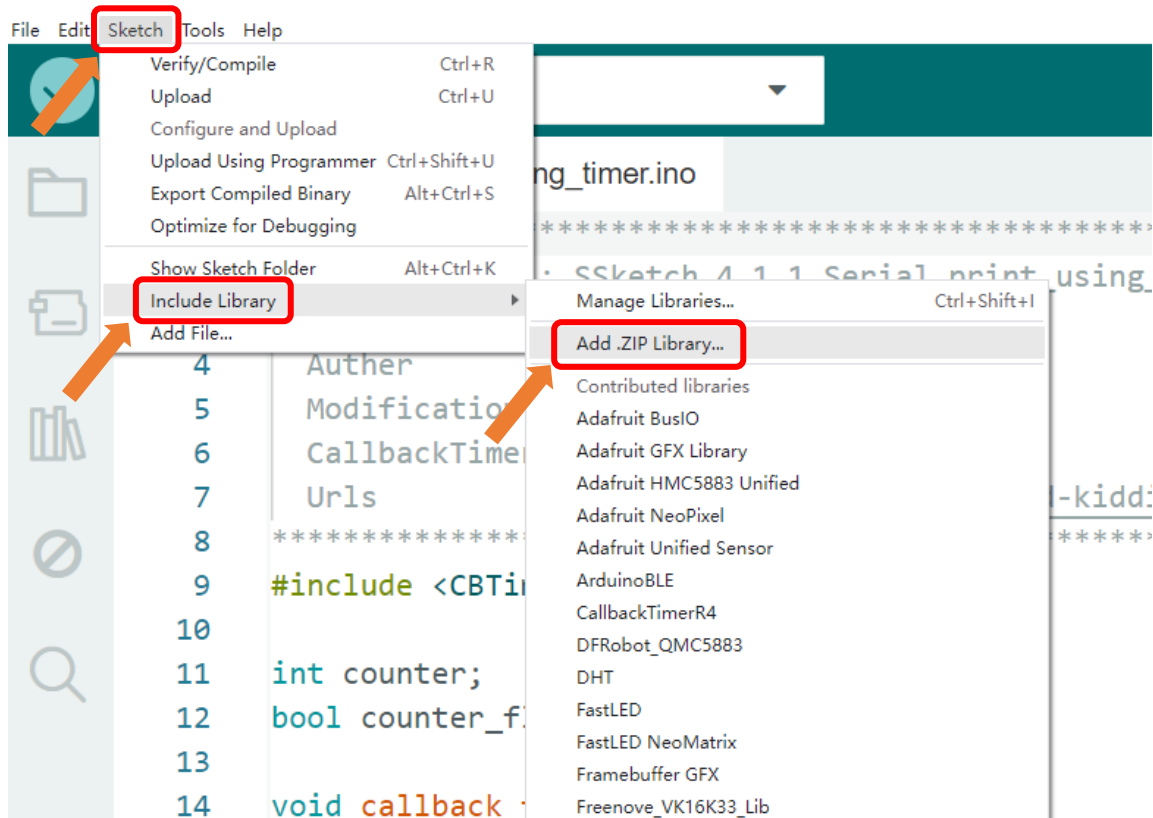 File Edit Sketch Tools Help
Verify/Compile Ctrl+R
Upload Ctrl+U
Configure and Upload
Upload Using Programmer Ctrl+Shift+U
Export Compiled Binary Alt+Ctrl+S
Optimize for Debugging
Show Sketch Folder Alt+Ctrl+K
Include Library
Add File...
ng_timer.ino
***********************************
: SSketch_4_1_1_Serial_print_using_
Manage Libraries... Ctrl+Shift+I
Add .ZIP Library...
Contributed libraries
Adafruit BusIO
Adafruit GFX Library
Adafruit HMC5883 Unified
Adafruit NeoPixel
Adafruit Unified Sensor
ArduinoBLE
CallbackTimerR4
DFRobot_QMC5883
DHT
FastLED
FastLED NeoMatrix
Framebuffer GFX
Freenove_VK16K33_Lib
4 Auther
5 Modification
6 CallbackTimer
7 Urls d-kiddi
8 *************** *****
9 #include <CBTi
10
11 int counter;
12 bool counter_f
13
14 void callback